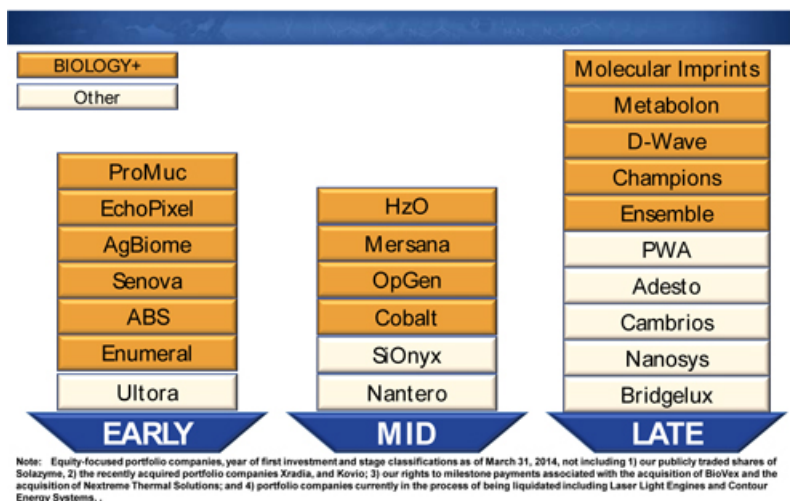 BIOLOGY+
Other
ProMuc
EchoPixel
AgBiome
Senova
ABS
Enumeral
Ultora
EARLY
HzO
Mersana
OpGen
Cobalt
SiOnyx
Nantero
MID
Molecular Imprints
Metabolon
D-Wave
Champions
Ensemble
PWA
Adesto
Cambrios
Nanosys
Bridgelux
LATE
Note: Equity-focused portfolio companies, year of first investment and stage classifications as of March 31, 2014, not including 1) our publicly traded shares of
Solazyme, 2) the recently acquired portfolio companies Xradia, and Kovio; 3) our rights to milestone payments associated with the acquisition of BioVex and the
acquisition of Nextreme Thermal Solutions; and 4) portfolio companies currently in the process of being liquidated including Laser Light Engines and Contour
Energy Systems. .